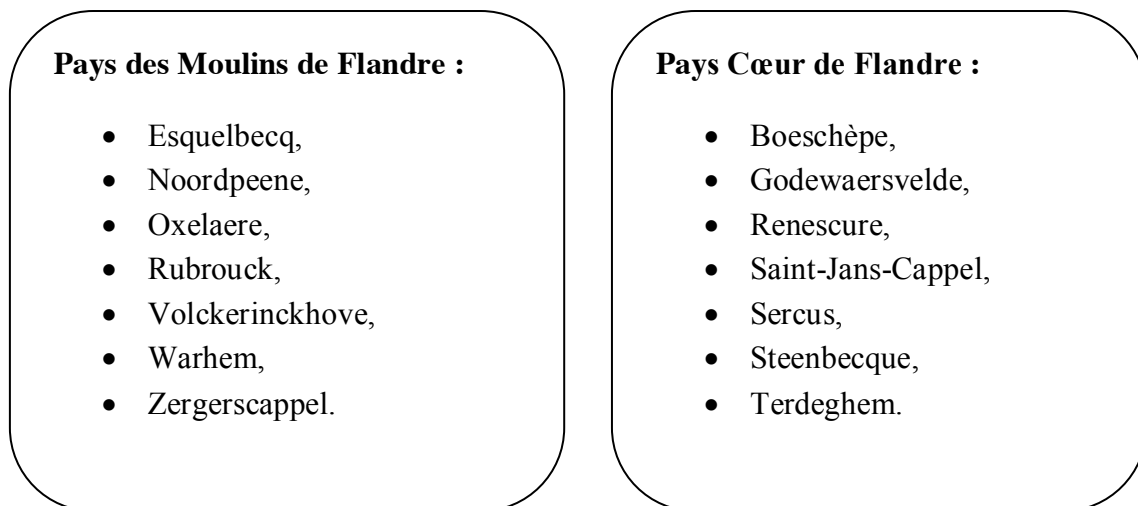 Pays des Moulins de Flandre :
• Esquelbecq,
• Noordpeene,
• Oxelaere,
• Rubrouck,
• Volckerinckhove,
• Warhem,
• Zergerscappel.
Pays Cœur de Flandre :
• Boeschèpe,
• Godewaersvelde,
• Renescure,
• Saint-Jans-Cappel,
• Sercus,
• Steenbecque,
• Terdeghem.